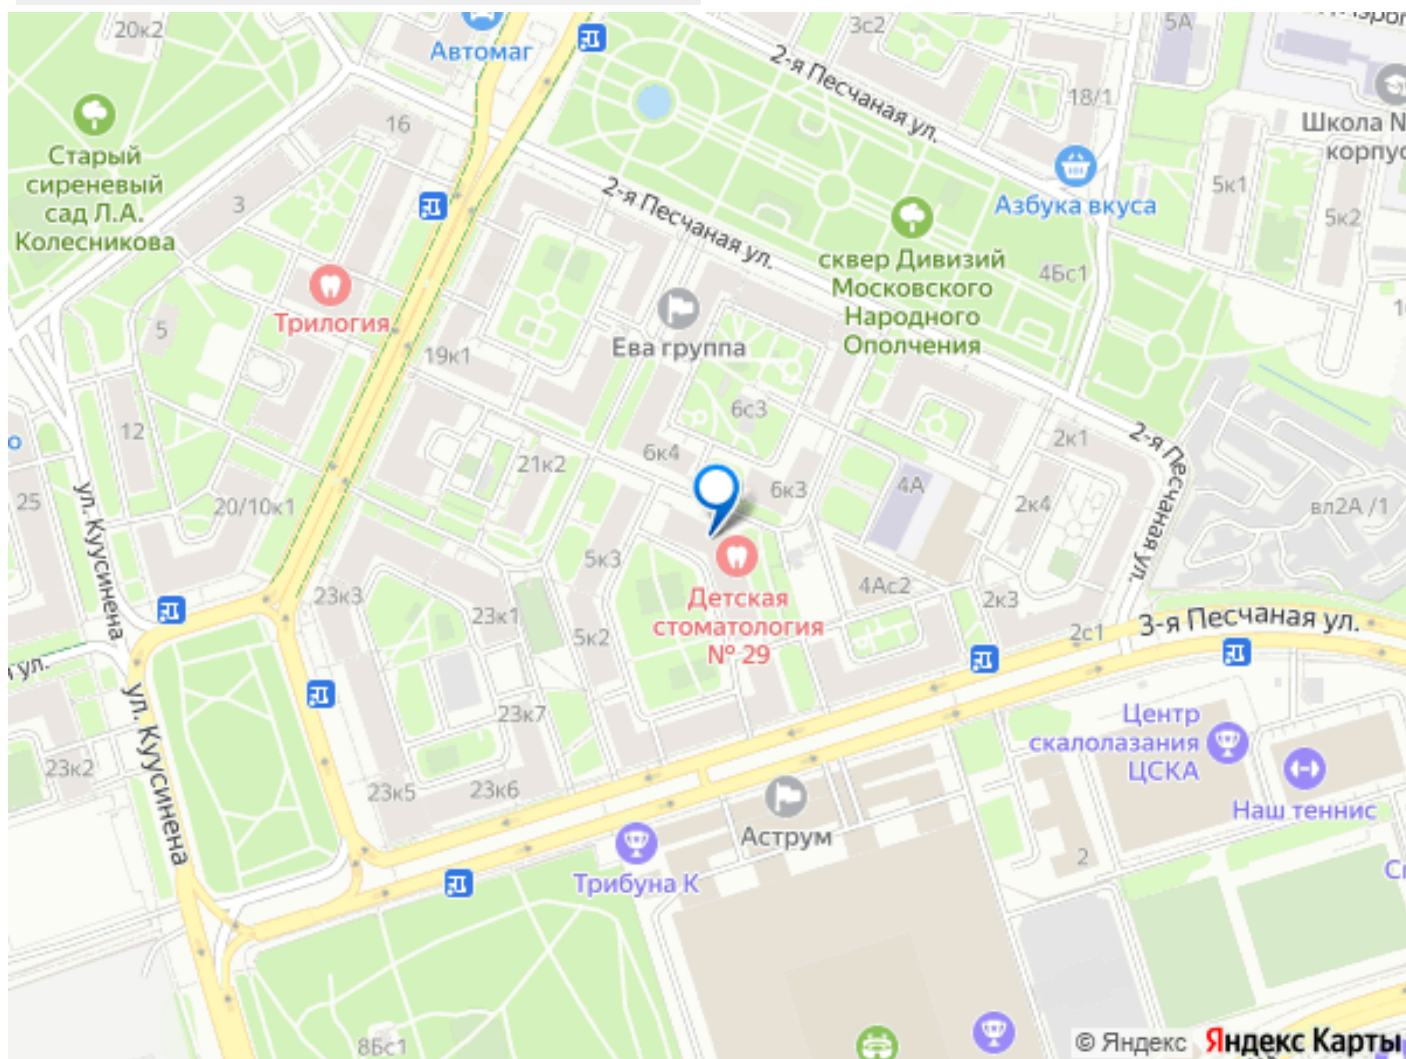 20к2
Автомаг
3с2
5А
2-я Песчаная ул.
18/1
Школа N
корпус
16
Старый
сиреневый
сад Л.А.
Колесникова
3
2-я Песчаная ул.
Азбука вкуса
5к1
5к2
сквер Дивизий
Московского
Народного
Ополчения
4Бс1
Трилогия
5
19к1
Ева группа
6с3
12
2к1
2-я Песчаная ул.
25
ул. Куусинена
20/10к1
21к2
6к4
6к3
4А
2к4
вл2А /1
5к3
Детская
стоматология
№ 29
4Ас2
2к3
2с1
3-я Песчаная ул.
23к3
23к1
5к2
ул.
ул. Куусинена
23к7
Центр
скалолазания
ЦСКА
23к2
23к5
23к6
Наш теннис
Аструм
2
Трибуна К
8Бс1
© Яндекс
Яндекс Карты